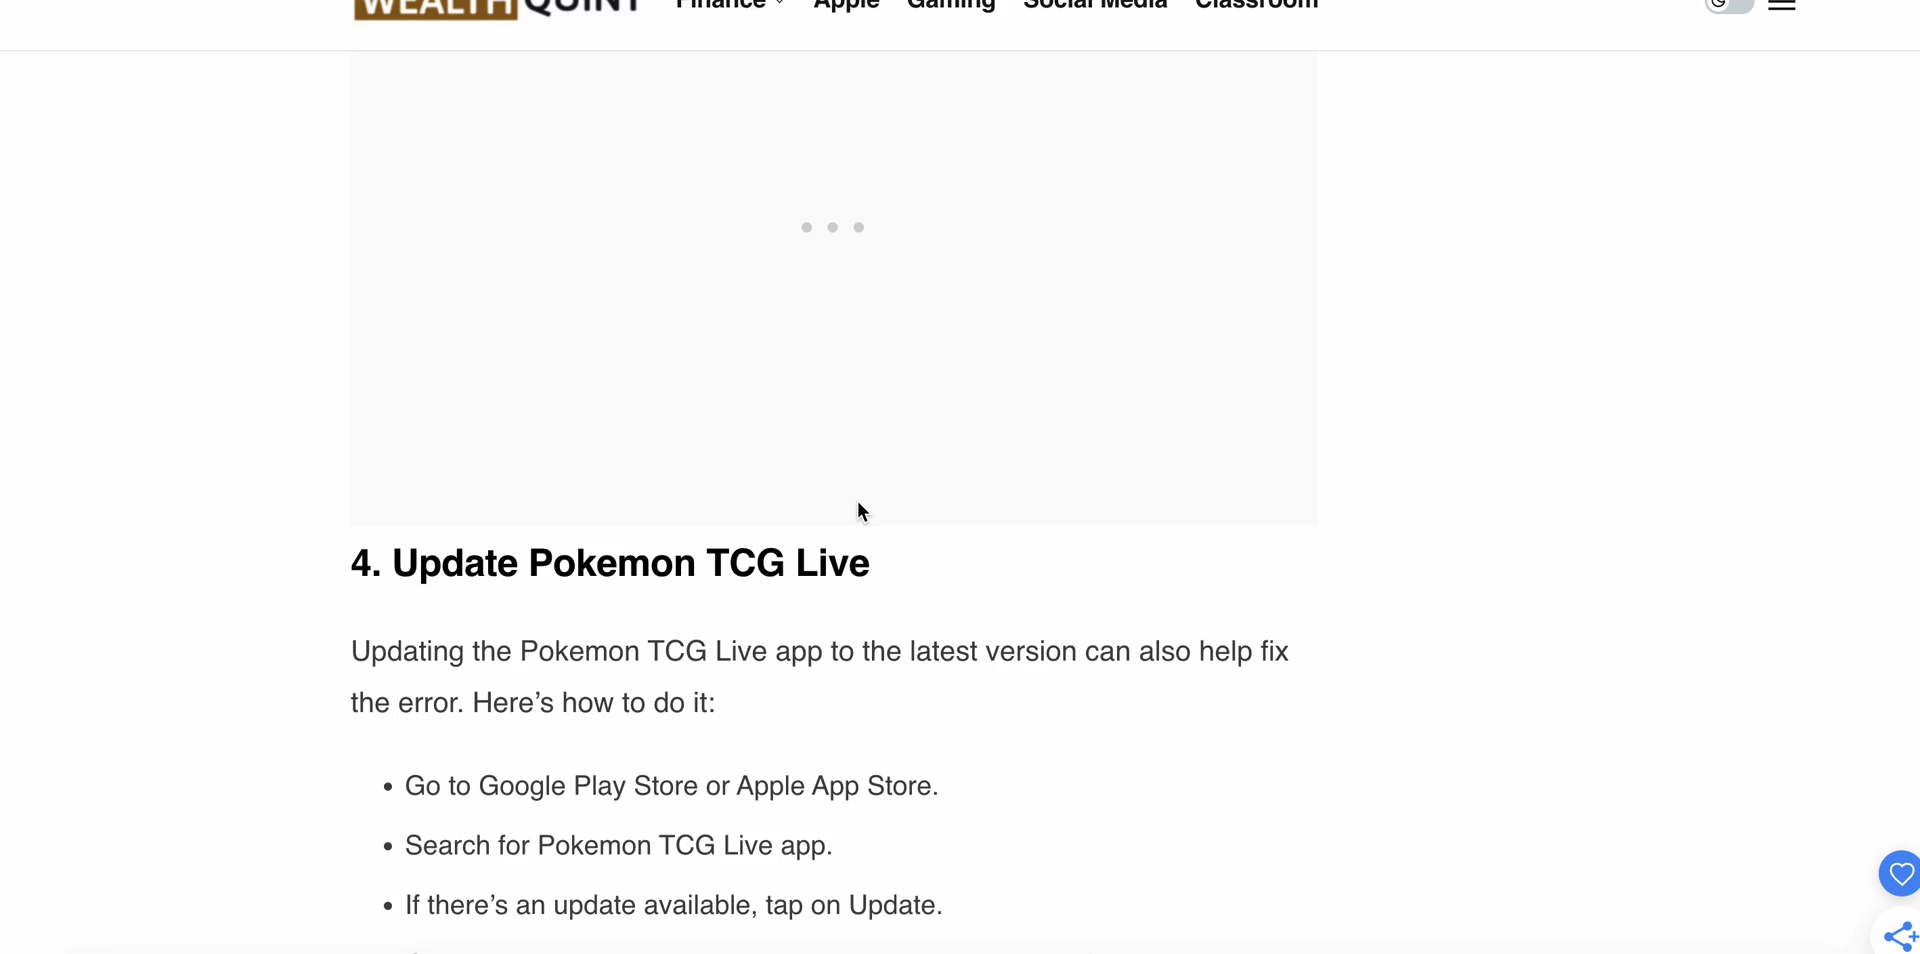 WEALTH QUINT Finance Apple Gaming Social Media Classroom
4. Update Pokemon TCG Live
Updating the Pokemon TCG Live app to the latest version can also help fix
the error. Here’s how to do it:
• Go to Google Play Store or Apple App Store.
• Search for Pokemon TCG Live app.
• If there’s an update available, tap on Update.